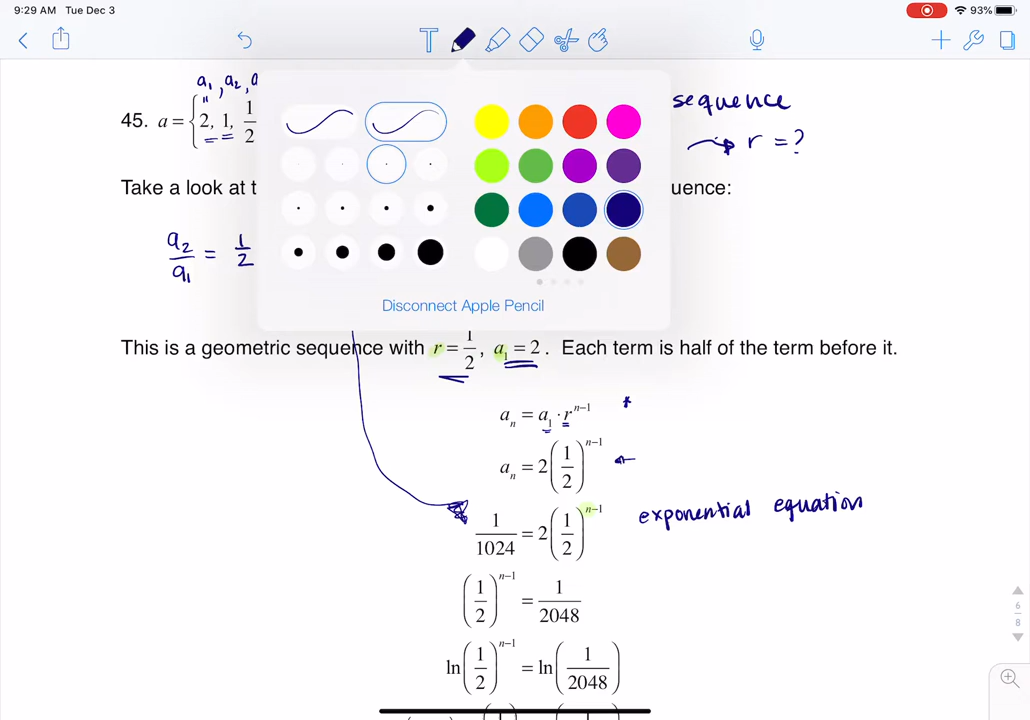 9:29 AM Tue Dec 3 93%
T
a₁, a₂, a
sequence
45. a = {2, 1, 1/2
r = ?
Take a look at t uence:
a₂/a₁ = 1/2
Disconnect Apple Pencil
This is a geometric sequence with r = 1/2, a₁ = 2. Each term is half of the term before it.
aₙ = a₁ · rⁿ⁻¹ *
aₙ = 2(1/2)ⁿ⁻¹ ←
1/1024 = 2(1/2)ⁿ⁻¹ exponential equation
(1/2)ⁿ⁻¹ = 1/2048
6
8
ln(1/2)ⁿ⁻¹ = ln(1/2048)